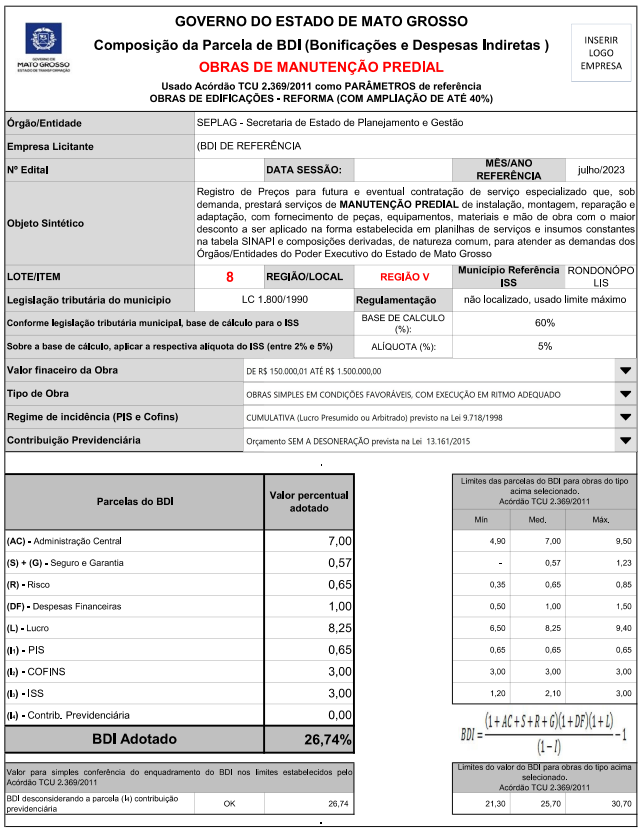 GOVERNO DO ESTADO DE MATO GROSSO
Composição da Parcela de BDI (Bonificações e Despesas Indiretas )
OBRAS DE MANUTENÇÃO PREDIAL
Usado Acórdão TCU 2.369/2011 como PARÂMETROS de referência
OBRAS DE EDIFICAÇÕES - REFORMA (COM AMPLIAÇÃO DE ATÉ 40%)
GOVERNO DE
MATO GROSSO
ESTADO DE TRANSFORMAÇÃO
INSERIR
LOGO
EMPRESA
Órgão/Entidade SEPLAG - Secretaria de Estado de Planejamento e Gestão
Empresa Licitante (BDI DE REFERÊNCIA
Nº Edital DATA SESSÃO: MÊS/ANO REFERÊNCIA julho/2023
Objeto Sintético
Registro de Preços para futura e eventual contratação de serviço especializado que, sob
demanda, prestará serviços de MANUTENÇÃO PREDIAL de instalação, montagem, reparação e
adaptação, com fornecimento de peças, equipamentos, materiais e mão de obra com o maior
desconto a ser aplicado na forma estabelecida em planilhas de serviços e insumos constantes
na tabela SINAPI e composições derivadas, de natureza comum, para atender as demandas dos
Órgãos/Entidades do Poder Executivo do Estado de Mato Grosso
LOTE/ITEM 8 REGIÃO/LOCAL REGIÃO V Município Referência ISS RONDONÓPO
LIS
Legislação tributária do municipio LC 1.800/1990 Regulamentação não localizado, usado limite máximo
Conforme legislação tributária municipal, base de cálculo para o ISS BASE DE CALCULO (%): 60%
Sobre a base de cálculo, aplicar a respectiva alíquota do ISS (entre 2% e 5%) ALÍQUOTA (%): 5%
Valor finaceiro da Obra DE R$ 150.000,01 ATÉ R$ 1.500.000,00
Tipo de Obra OBRAS SIMPLES EM CONDIÇÕES FAVORÁVEIS, COM EXECUÇÃO EM RITMO ADEQUADO
Regime de incidência (PIS e Cofins) CUMULATIVA (Lucro Presumido ou Arbitrado) previsto na Lei 9.718/1998
Contribuição Previdenciária Orçamento SEM A DESONERAÇÃO prevista na Lei 13.161/2015
Parcelas do BDI Valor percentual adotado
Limites das parcelas do BDI para obras do tipo
acima selecionado.
Acórdão TCU 2.369/2011
Mín Med. Máx.
(AC) - Administração Central 7,00 4,90 7,00 9,50
(S) + (G) - Seguro e Garantia 0,57 - 0,57 1,23
(R) - Risco 0,65 0,35 0,65 0,85
(DF) - Despesas Financeiras 1,00 0,50 1,00 1,50
(L) - Lucro 8,25 6,50 8,25 9,40
(I₁) - PIS 0,65 0,65 0,65 0,65
(I₂) - COFINS 3,00 3,00 3,00 3,00
(I₃) - ISS 3,00 1,20 2,10 3,00
(I₄) - Contrib. Previdenciária 0,00
BDI Adotado 26,74%
BDI = (1+AC+S+R+G)(1+DF)(1+L) / (1-I) - 1
Valor para simples conferência do enquadramento do BDI nos limites estabelecidos pelo
Acórdão TCU 2.369/2011
Limites do valor do BDI para obras do tipo acima
selecionado.
Acórdão TCU 2.369/2011
BDI desconsiderando a parcela (I₄) contribuição
previdenciária OK 26,74 21,30 25,70 30,70